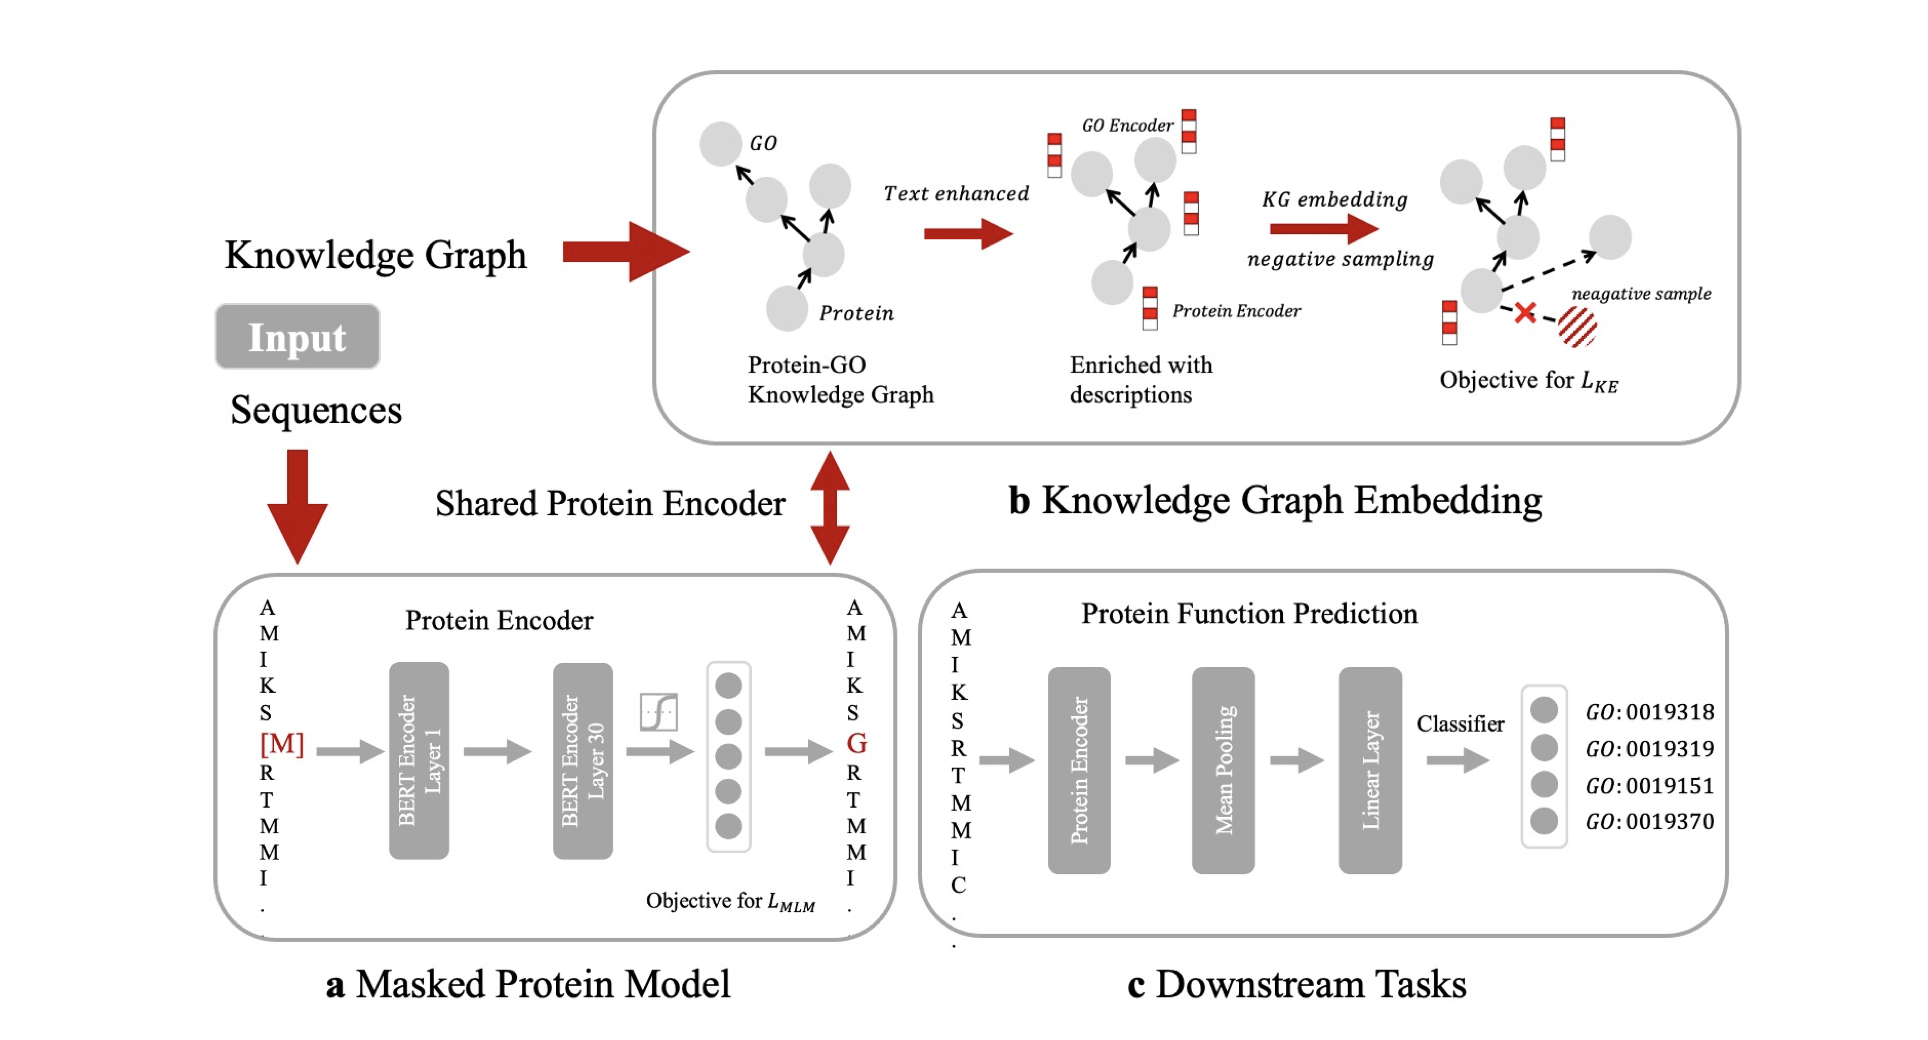 Knowledge Graph
Input
Sequences
GO
Protein
Protein-GO
Knowledge Graph
Text enhanced
GO Encoder
Protein Encoder
Enriched with
descriptions
KG embedding
negative sampling
neagative sample
Objective for L_KE
Shared Protein Encoder
b Knowledge Graph Embedding
A
M
I
K
S
[M]
R
T
M
M
I
.
.
Protein Encoder
BERT Encoder
Layer 1
BERT Encoder
Layer 30
Objective for L_MLM
A
M
I
K
S
G
R
T
M
M
I
.
.
a Masked Protein Model
A
M
I
K
S
R
T
M
M
I
C
.
.
Protein Function Prediction
Protein Encoder
Mean Pooling
Linear Layer
Classifier
GO:0019318
GO:0019319
GO:0019151
GO:0019370
c Downstream Tasks